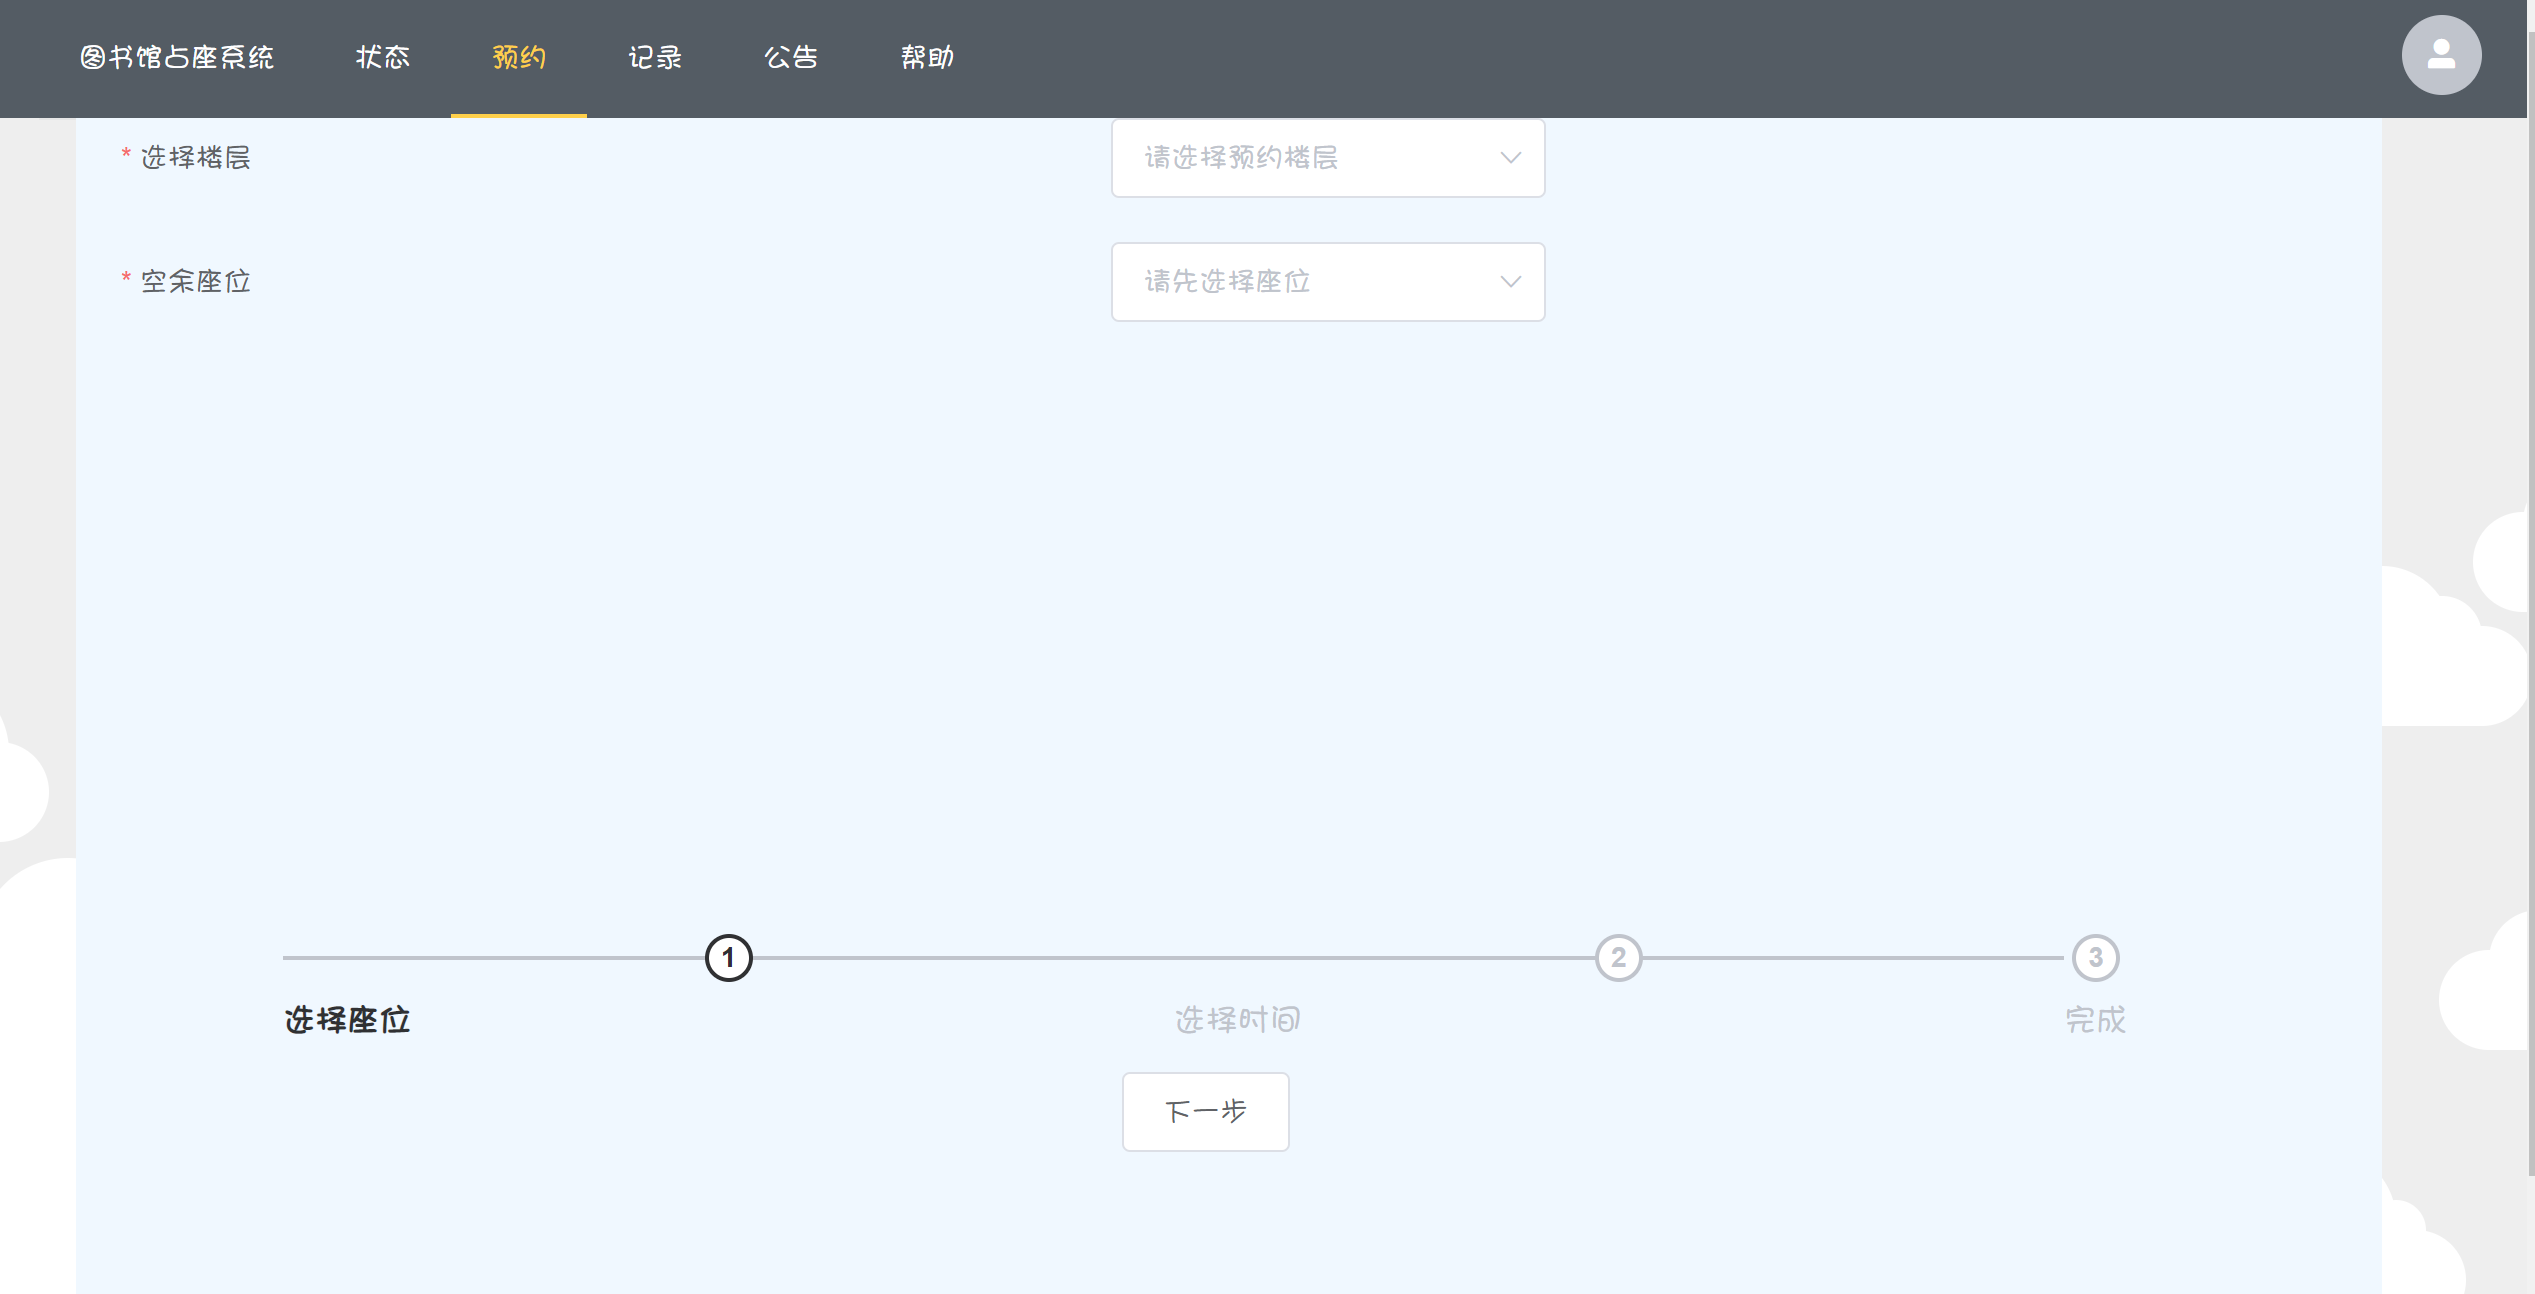 图书馆占座系统 状态 预约 记录 公告 帮助
* 选择楼层 请选择预约楼层
* 空余座位 请先选择座位
1 2 3
选择座位 选择时间 完成
下一步